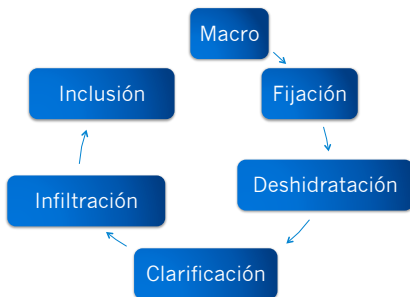 Macro
Fijación
Deshidratación
Clarificación
Infiltración
Inclusión